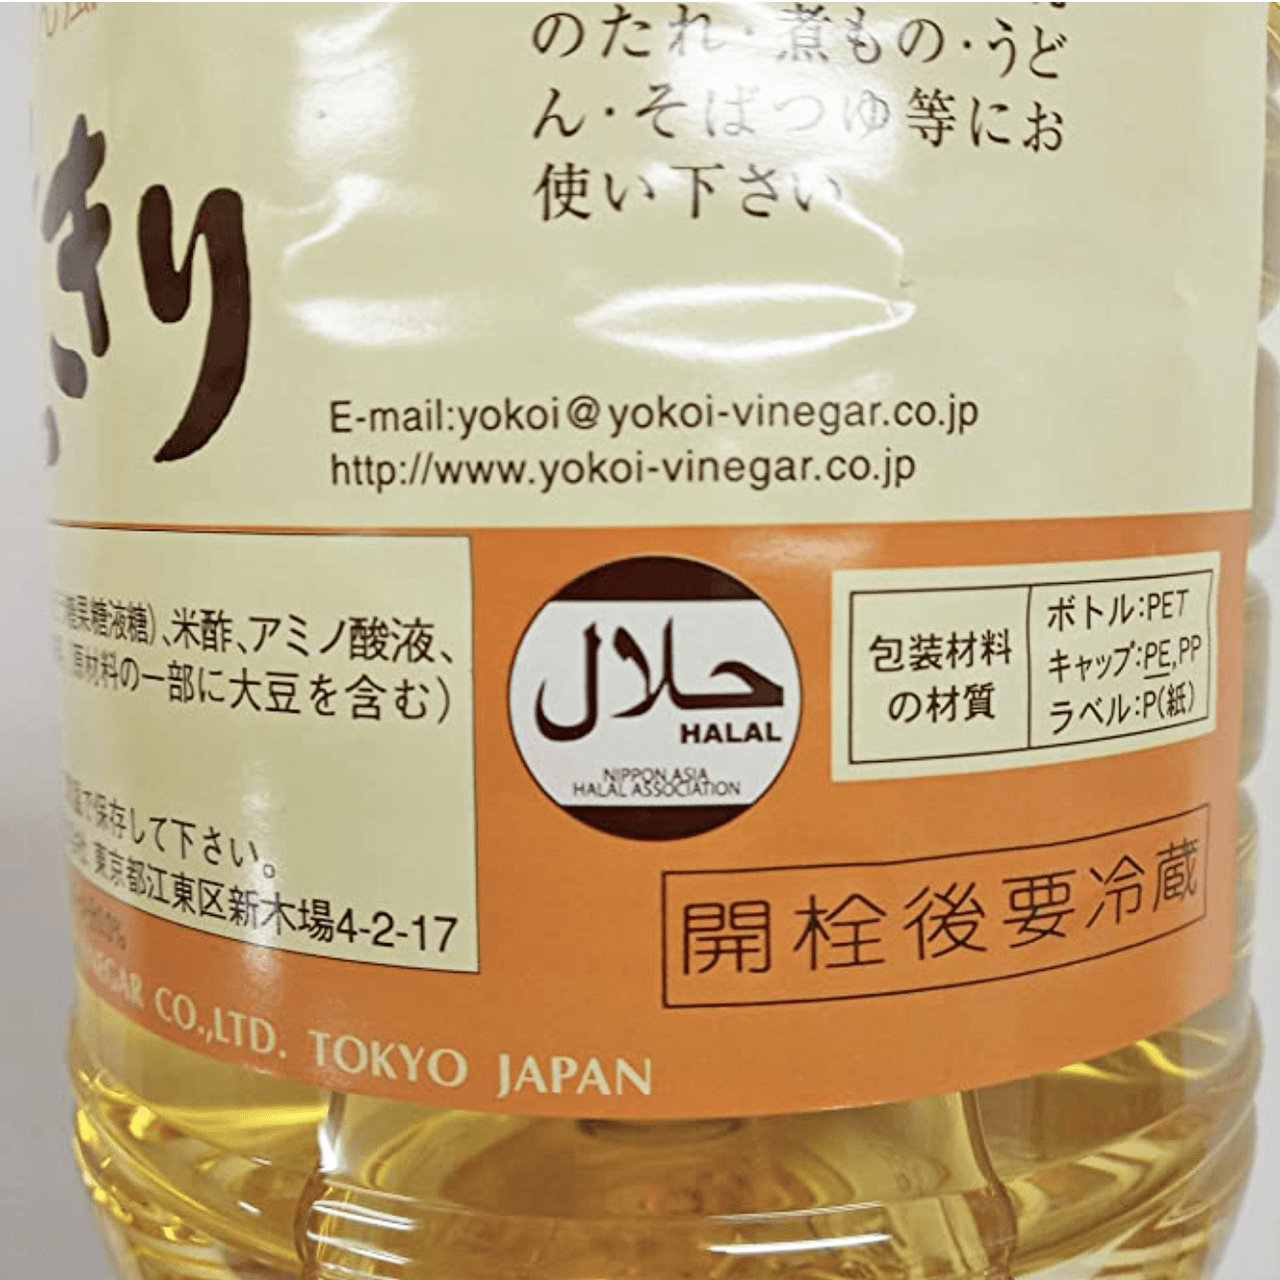 のたれ・煮もの・うど
ん・そばつゆ等にお
使い下さい
きり
E-mail:yokoi@yokoi-vinegar.co.jp
http://www.yokoi-vinegar.co.jp
果糖液糖)、米酢、アミノ酸液、
原材料の一部に大豆を含む)
で保存して下さい。
東京都江東区新木場4-2-17
حلال
HALAL
NIPPON ASIA
HALAL ASSOCIATION
包装材料
の材質
ボトル:PET
キャップ:PE,PP
ラベル:P(紙)
開栓後要冷蔵
CO.,LTD. TOKYO JAPAN